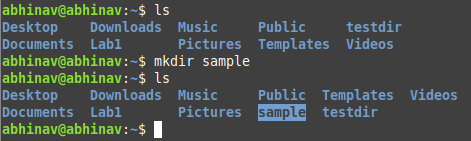 abhinav@abhinav:~$ ls
Desktop Downloads Music Public testdir
Documents Lab1 Pictures Templates Videos
abhinav@abhinav:~$ mkdir sample
abhinav@abhinav:~$ ls
Desktop Downloads Music Public Templates Videos
Documents Lab1 Pictures sample testdir
abhinav@abhinav:~$